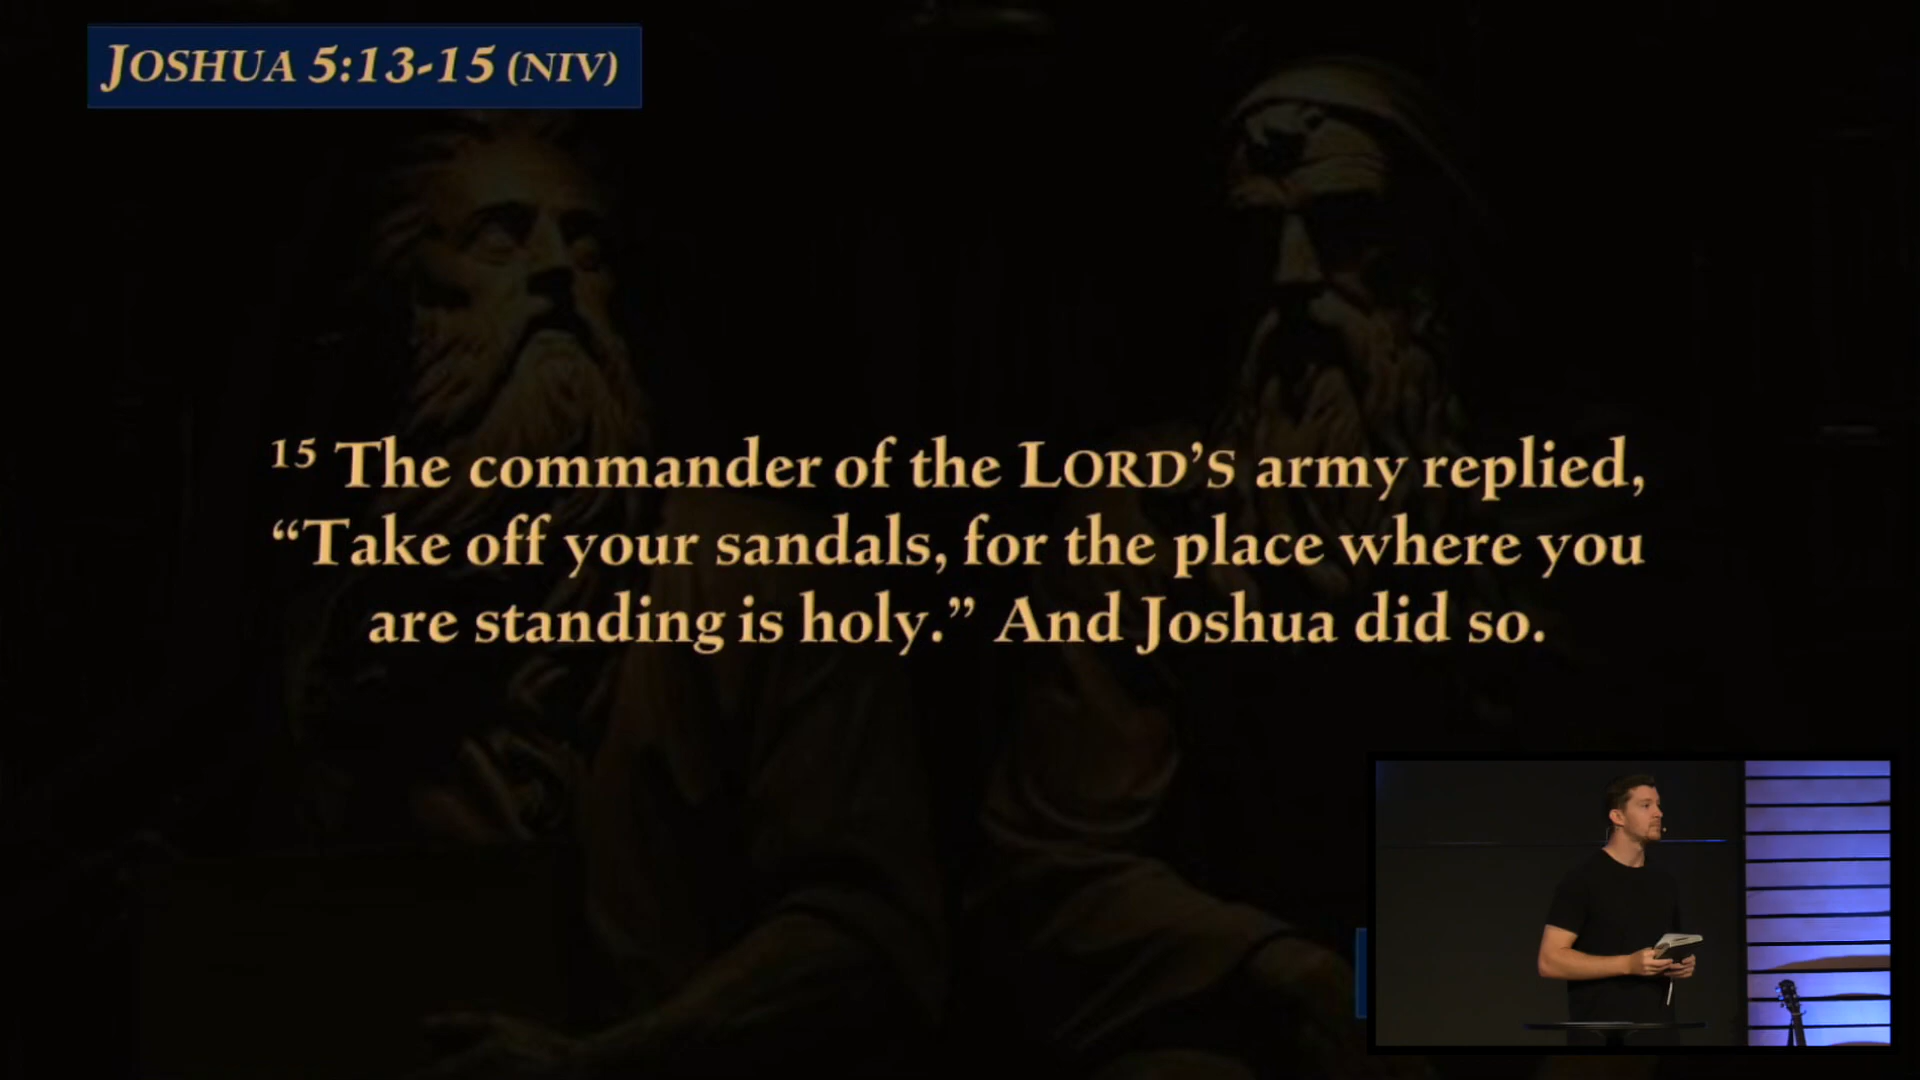 JOSHUA 5:13-15 (NIV)
15 The commander of the LORD’S army replied,
“Take off your sandals, for the place where you
are standing is holy.” And Joshua did so.